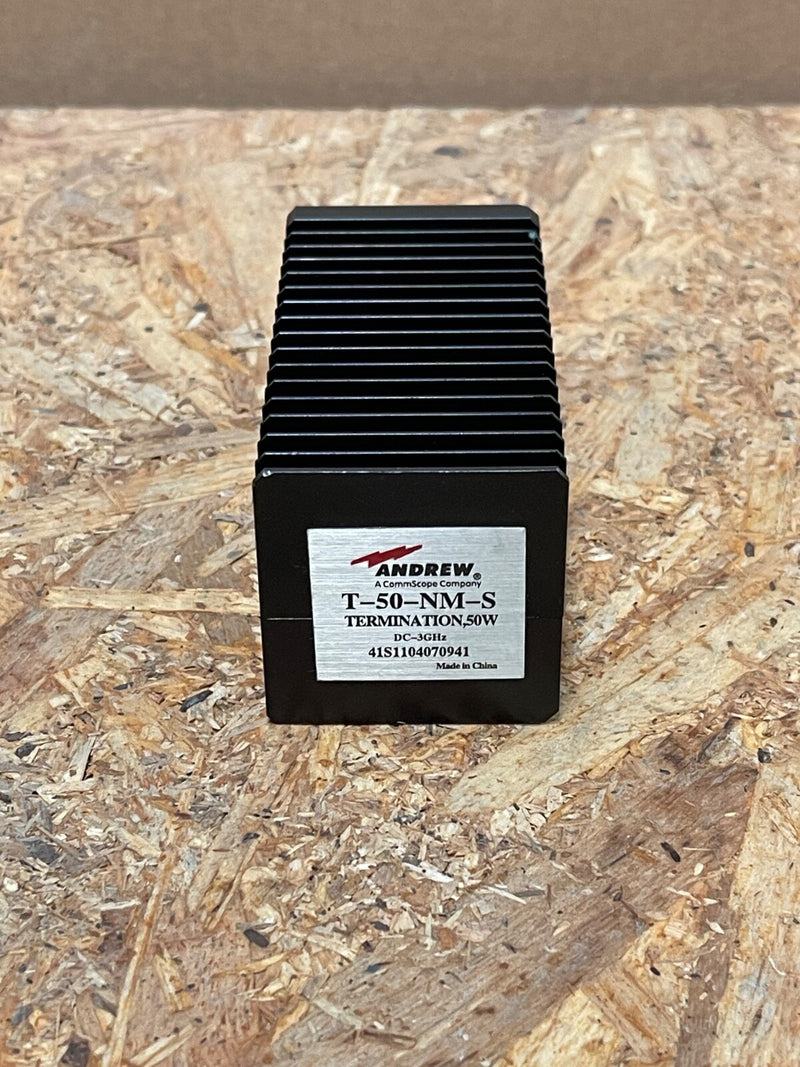 ANDREW®
A CommScope Company
T-50-NM-S
TERMINATION,50W
DC-3GHz
41S1104070941
Made in China